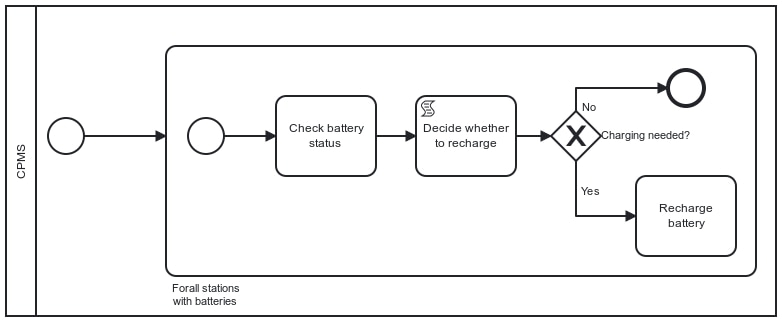 CPMS
Check battery
status
Decide whether
to recharge
No
Charging needed?
Yes
Recharge
battery
Forall stations
with batteries